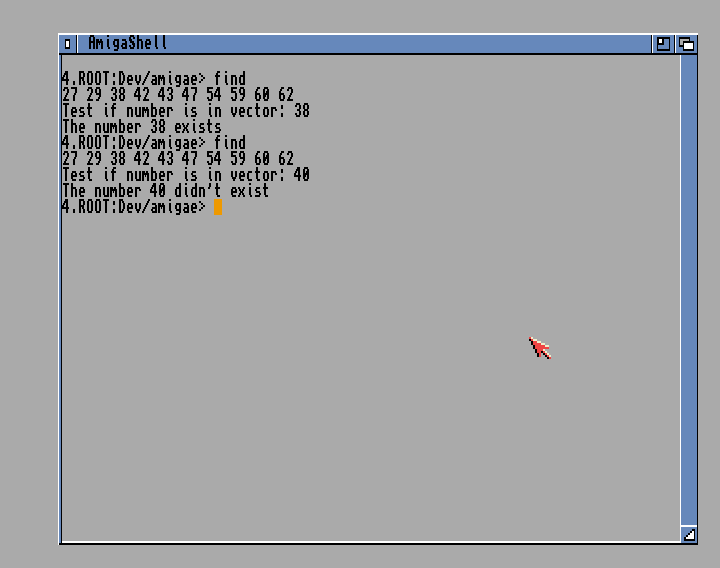 AmigaShell
4.ROOT:Dev/amigae> find
27 29 38 42 43 47 54 59 60 62
Test if number is in vector: 38
The number 38 exists
4.ROOT:Dev/amigae> find
27 29 38 42 43 47 54 59 60 62
Test if number is in vector: 40
The number 40 didn't exist
4.ROOT:Dev/amigae>